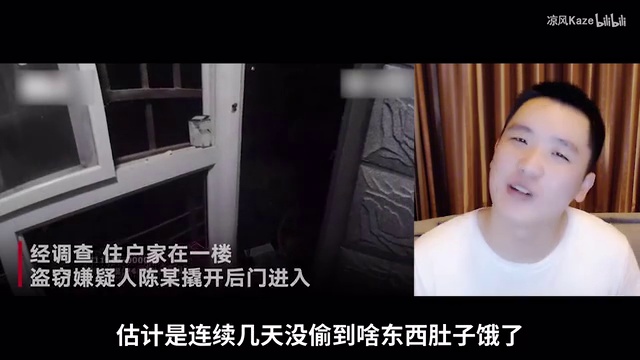 凉风Kaze bilibili
经调查 住户家在一楼
盗窃嫌疑人陈某撬开后门进入
估计是连续几天没偷到啥东西肚子饿了